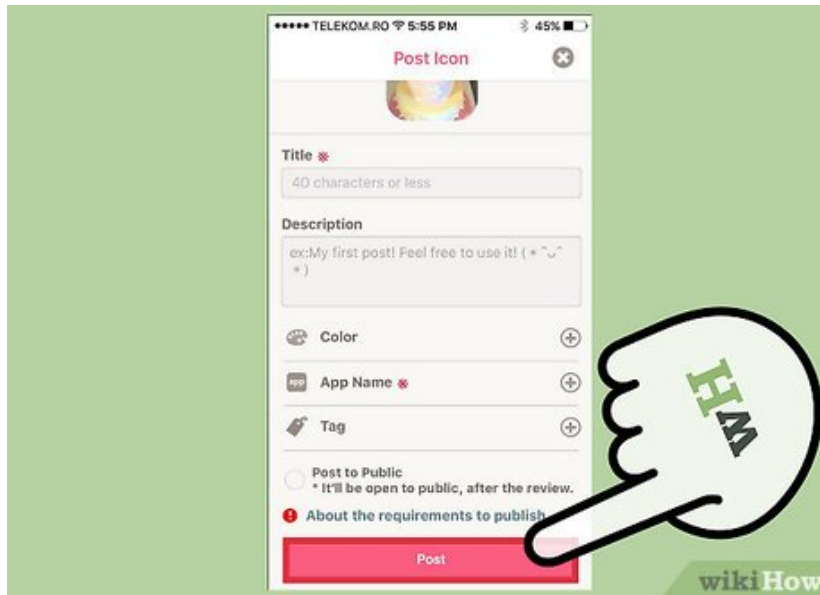 ●●●●● TELEKOM.RO 5:55 PM 45%
Post Icon
Title ※
40 characters or less
Description
ex:My first post! Feel free to use it! (*ˆᴗˆ
*)
Color
app App Name ※
Tag
Post to Public
* It'll be open to public, after the review.
! About the requirements to publish
Post
HW
wikiHow